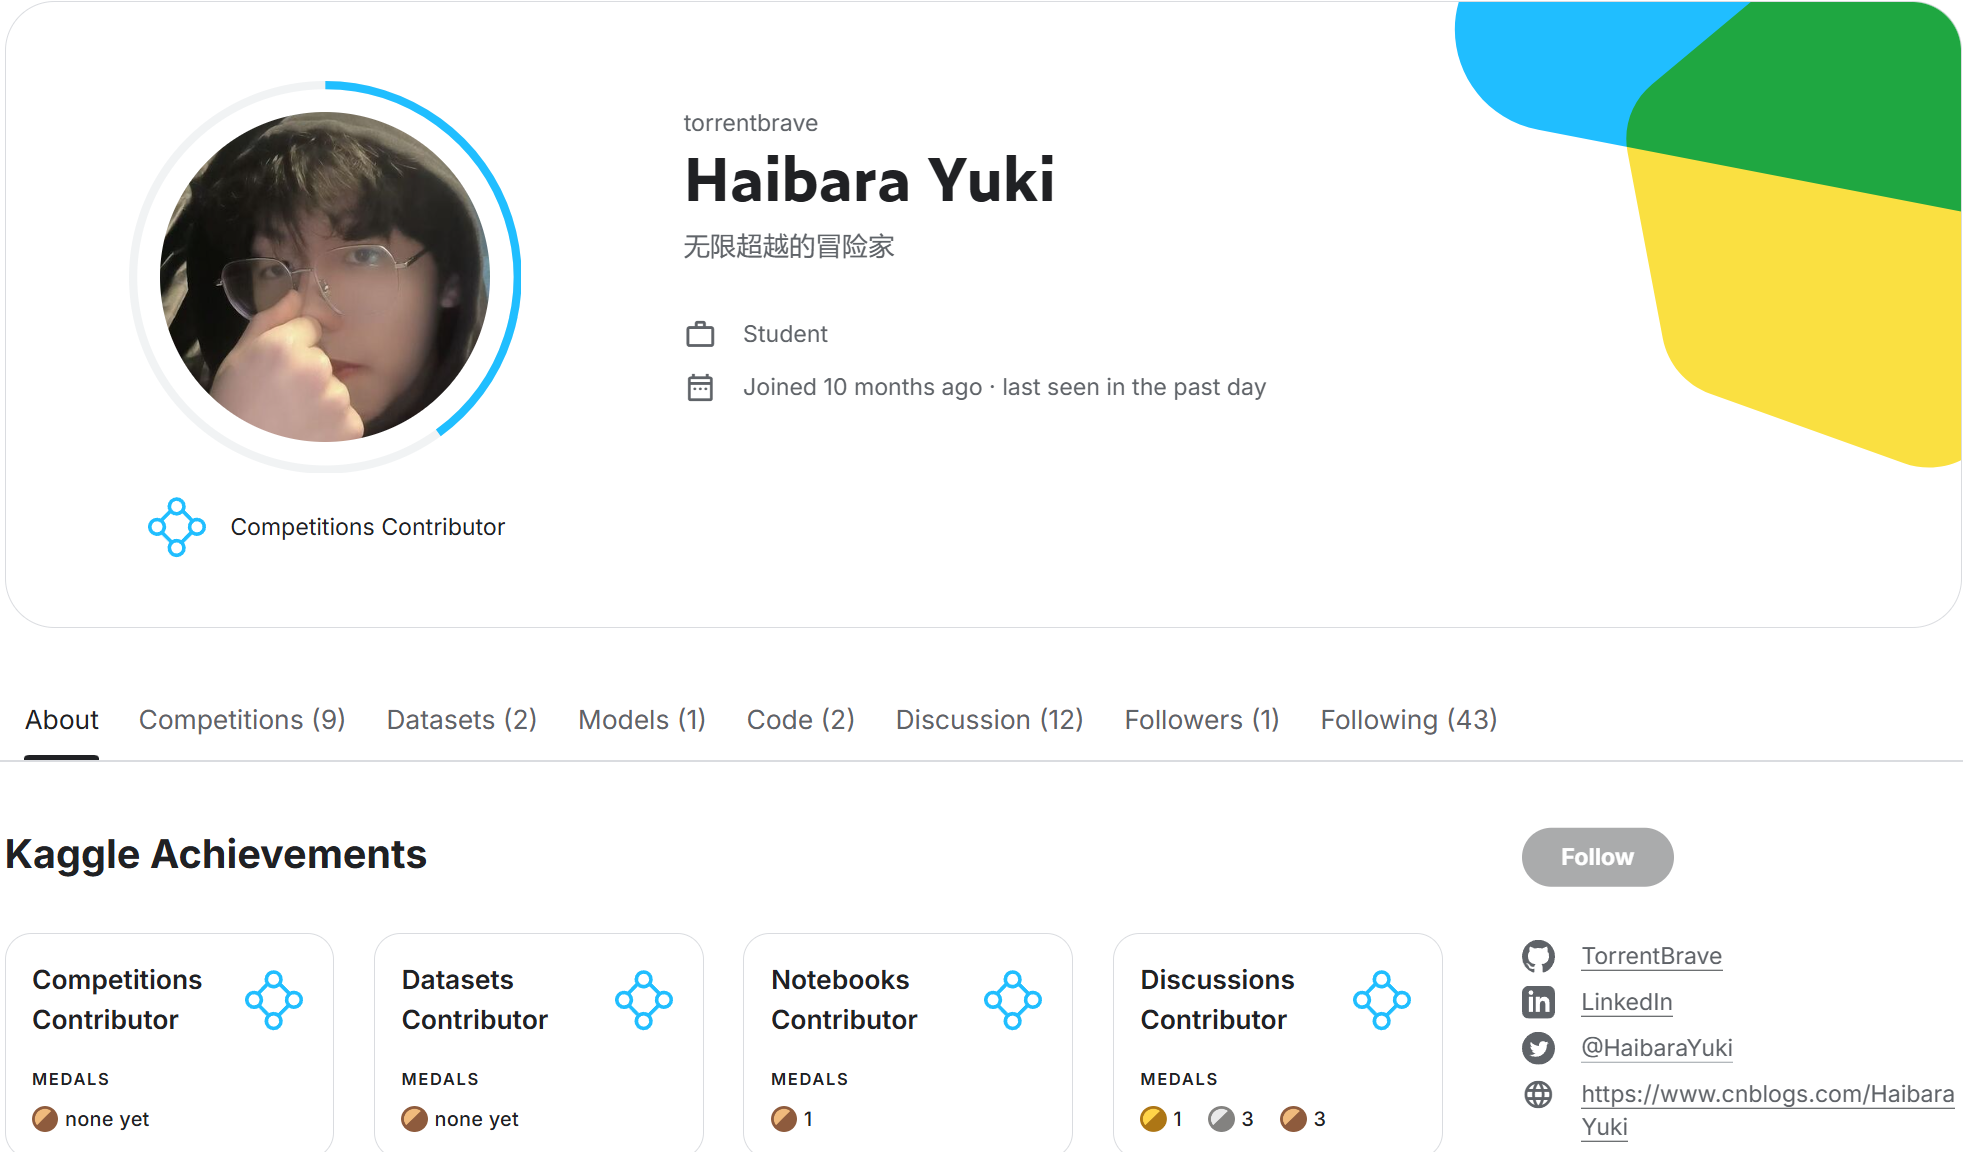 torrentbrave
Haibara Yuki
无限超越的冒险家
Student
Joined 10 months ago · last seen in the past day
Competitions Contributor
About
Competitions (9)
Datasets (2)
Models (1)
Code (2)
Discussion (12)
Followers (1)
Following (43)
Kaggle Achievements
Follow
Competitions
Contributor
MEDALS
none yet
Datasets
Contributor
MEDALS
none yet
Notebooks
Contributor
MEDALS
1
Discussions
Contributor
MEDALS
1 3 3
TorrentBrave
in LinkedIn
@HaibaraYuki
https://www.cnblogs.com/Haibara
Yuki